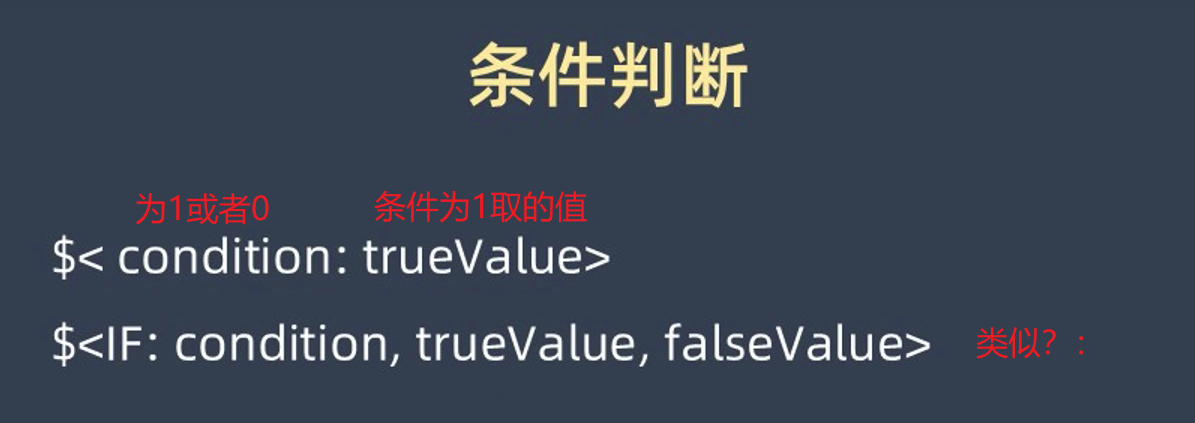 条件判断
为1或者0 条件为1取的值
$< condition: trueValue>
$<IF: condition, trueValue, falseValue> 类似？：